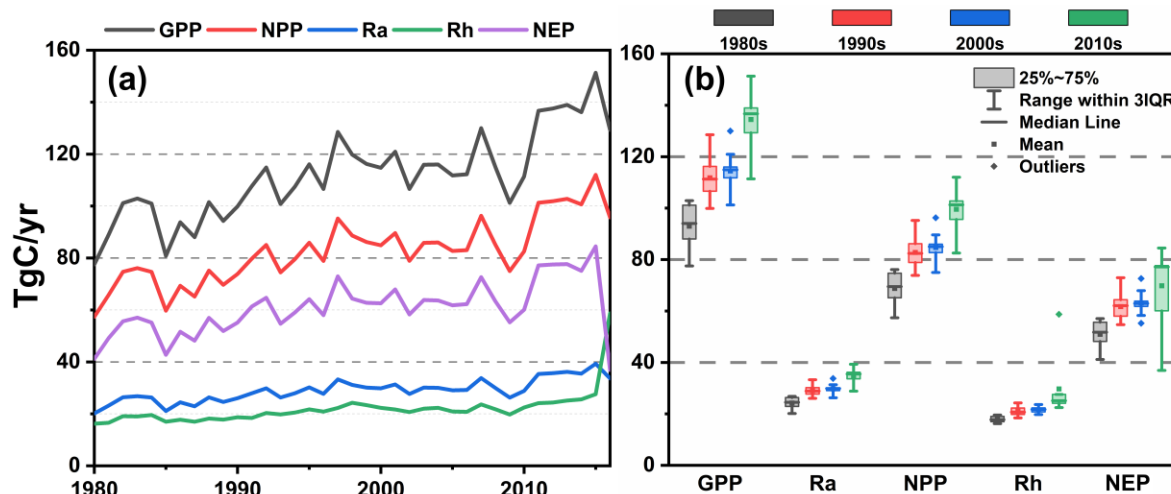 GPP NPP Ra Rh NEP
(a)
TgC/yr
160
120
80
40
0
1980 1990 2000 2010
1980s 1990s 2000s 2010s
(b)
25%~75%
Range within 3IQR
Median Line
Mean
Outliers
160
120
80
40
0
GPP Ra NPP Rh NEP